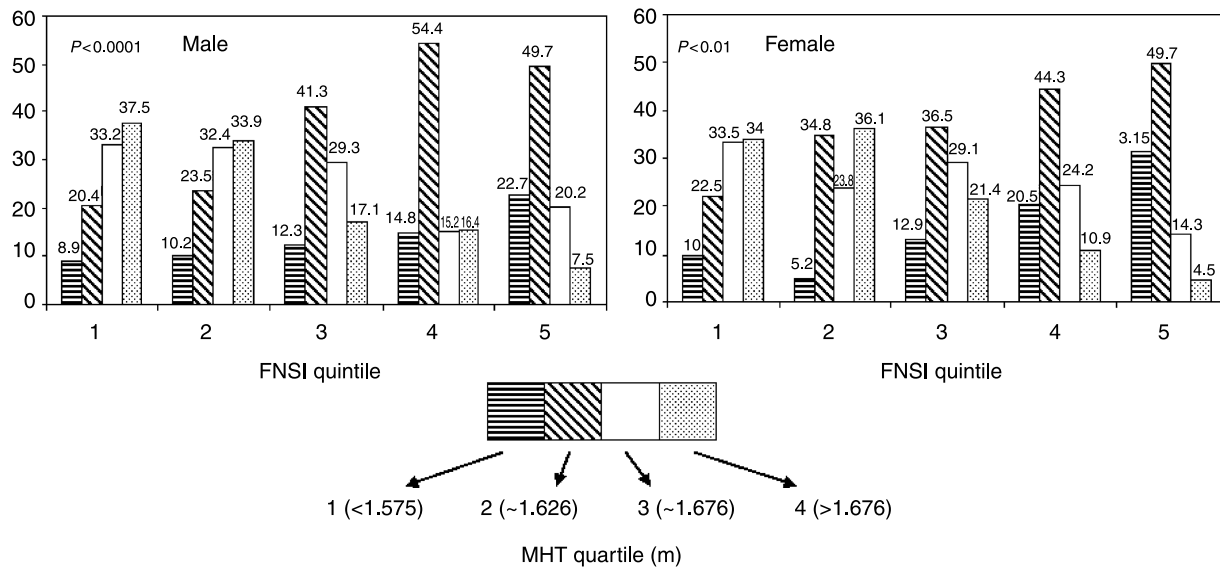 60
50
40
30
20
10
0
P<0.0001 Male
8.9 20.4 33.2 37.5
10.2 23.5 32.4 33.9
12.3 41.3 29.3 17.1
14.8 54.4 15.2 16.4
22.7 49.7 20.2 7.5
1 2 3 4 5
FNSI quintile
60
50
40
30
20
10
0
P<0.01 Female
10 22.5 33.5 34
5.2 34.8 23.8 36.1
12.9 36.5 29.1 21.4
20.5 44.3 24.2 10.9
3.15 49.7 14.3 4.5
1 2 3 4 5
FNSI quintile
1 (<1.575) 2 (~1.626) 3 (~1.676) 4 (>1.676)
MHT quartile (m)